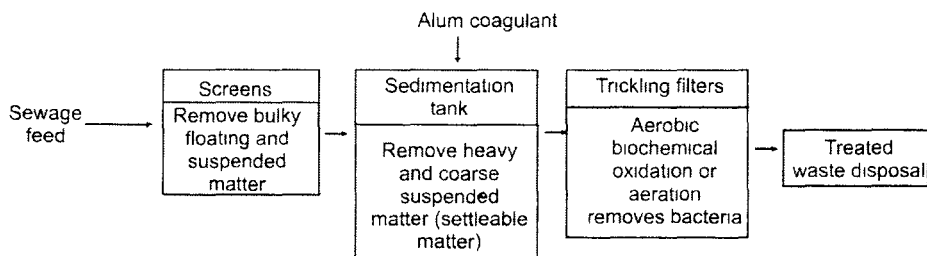 Alum coagulant
Sewage
feed
Screens
Remove bulky
floating and
suspended
matter
Sedimentation
tank
Remove heavy
and coarse
suspended
matter (settleable
matter)
Trickling filters
Aerobic
biochemical
oxidation or
aeration
removes bacteria
Treated
waste disposal